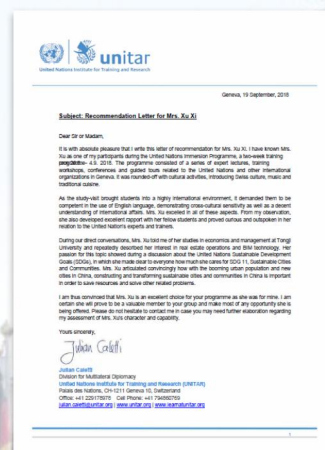 unitar
United Nations Institute for Training and Research
Geneva, 19 September, 2018
Subject: Recommendation Letter for Mrs. Xu Xi
Dear Sir or Madam,
It is with absolute pleasure that I write this letter of recommendation for Mrs. Xu Xi. I have known Mrs.
Xu as one of my participants during the United Nations Immersion Programme, a two-week training
4.9. 2018. The programme consisted of a series of expert lectures, training
workshops, conferences and guided tours related to the United Nations and other international
organizations in Geneva. It was rounded-off with cultural activities, introducing Swiss culture, music and
traditional cuisine.
As the study-visit brought students into a highly international environment, it demanded them to be
competent in the use of English language, demonstrating cross-cultural sensitivity as well as a decent
understanding of international affairs. Mrs. Xu excelled in all of these aspects. From my observation,
she also developed excellent rapport with her fellow students and proved curious and outspoken in her
relation to the United Nation's experts and trainers.
During our direct conversations, Mrs. Xu told me of her studies in economics and management at Tongji
University and repeatedly described her interest in real estate operations and BIM technology. Her
passion for this topic showed during a discussion about the United Nations Sustainable Development
Goals (SDGs), in which she made clear to everyone how much she cares for SDG 11, Sustainable Cities
and Communities. Mrs. Xu articulated convincingly how with the booming urban population and new
cities in China, constructing and transforming sustainable cities and communities in China is important
in order to save resources and solve other related problems.
I am thus convinced that Mrs. Xu is an excellent choice for your programme as she was for mine. I am
certain she will prove to be a valuable member to your group and make most of any opportunity she is
being offered. Please do not hesitate to contact me in case you may need further elaboration regarding
my assessment of Mrs. Xu's character and capability.
Yours sincerely,
Julian Caletti
Julian Caletti
Division for Multilateral Diplomacy
United Nations Institute for Training and Research (UNITAR)
Palais des Nations, CH-1211 Geneva 10, Switzerland
Office: +41 229178976 Cell Phone: +41 794860769
julian.caletti@unitar.org | www.unitar.org | www.learnatunitar.org
1